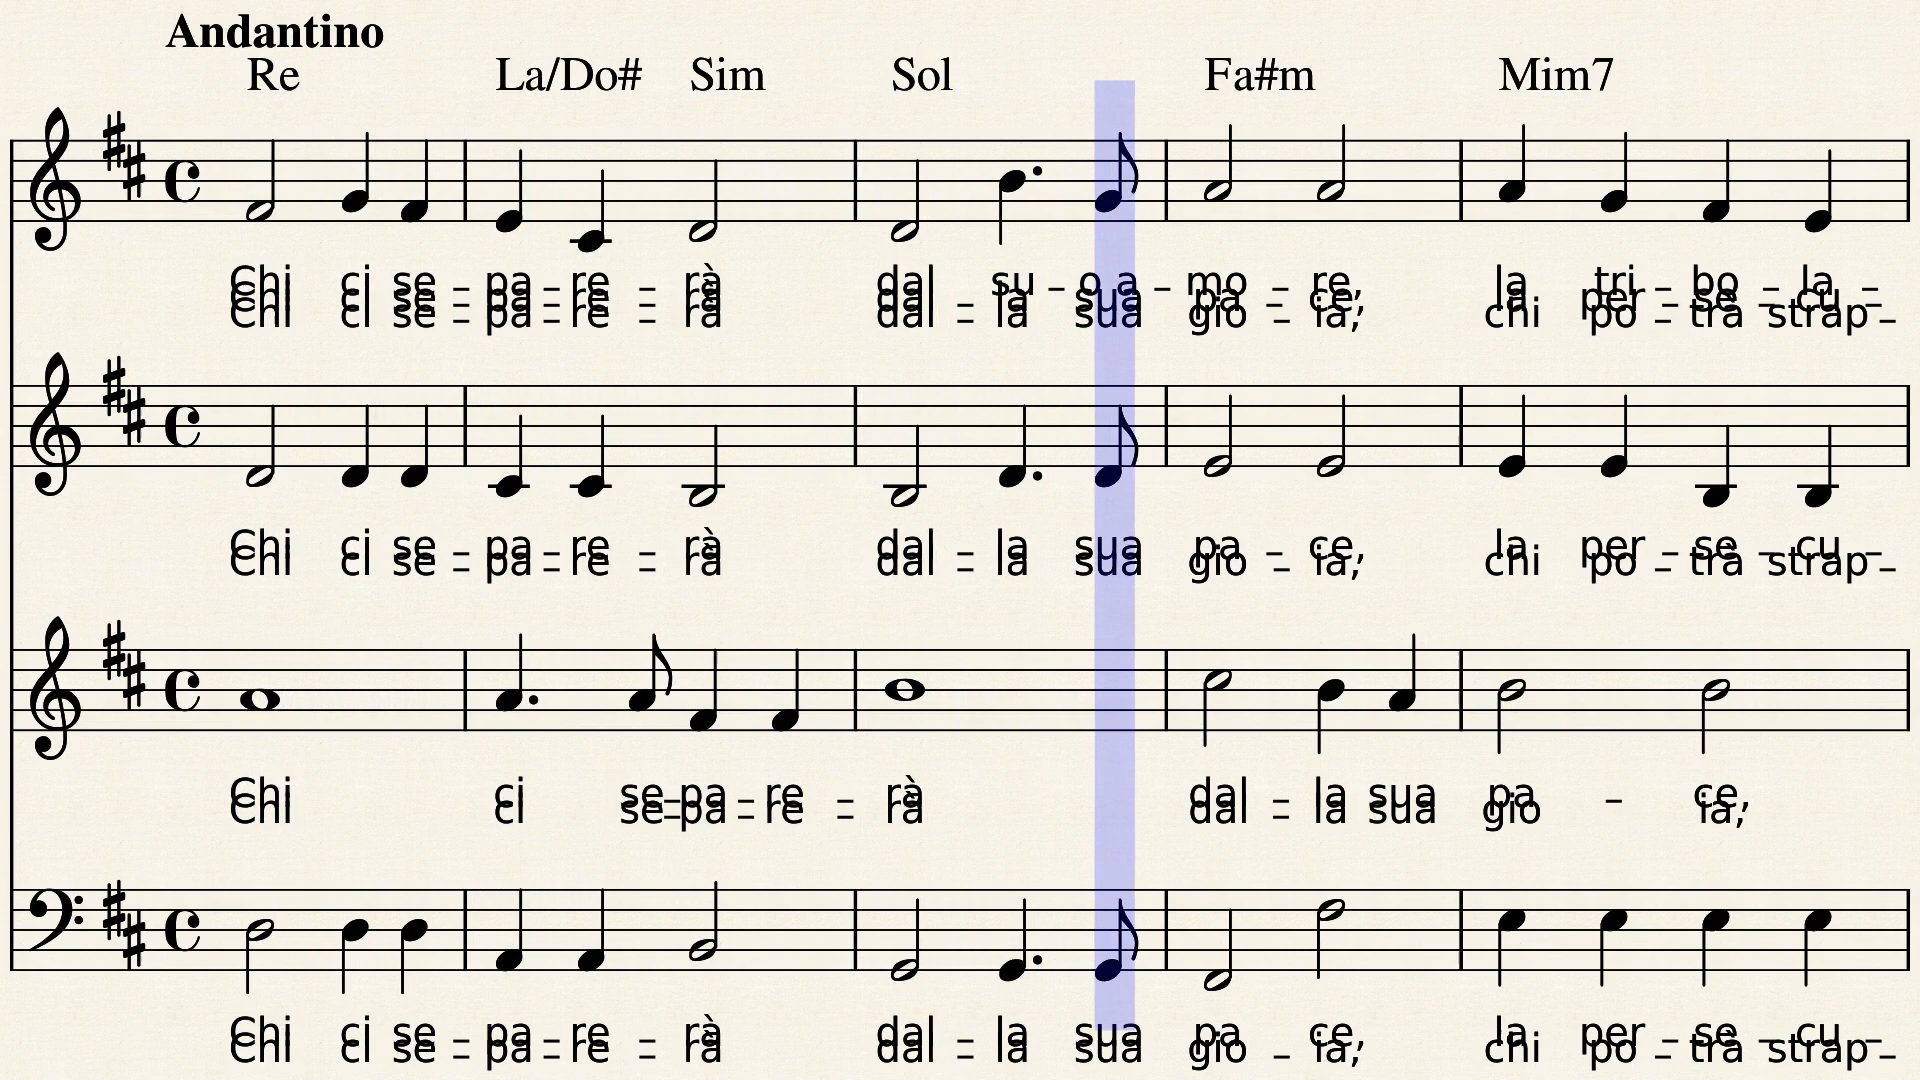 Andantino
Re La/Do# Sim Sol Fa#m Mim7
Chi ci se – pa – re – rà dal su – o a – mo – re, la tri – bo – la –
Chi ci se – pa – re – rà dal – la sua pa – ce, la per – se – cu –
Chi ci se – pa – re – rà dal – la sua gio – ia, chi po – trà strap –
Chi ci se – pa – re – rà dal – la sua pa – ce, la per – se – cu –
Chi ci se – pa – re – rà dal – la sua gio – ia, chi po – trà strap –
Chi ci se – pa – re – rà dal – la sua pa – ce,
Chi ci se – pa – re – rà dal – la sua gio ia,
Chi ci se – pa – re – rà dal – la sua pa – ce, la per – se – cu –
Chi ci se – pa – re – rà dal – la sua gio – ia, chi po – trà strap –